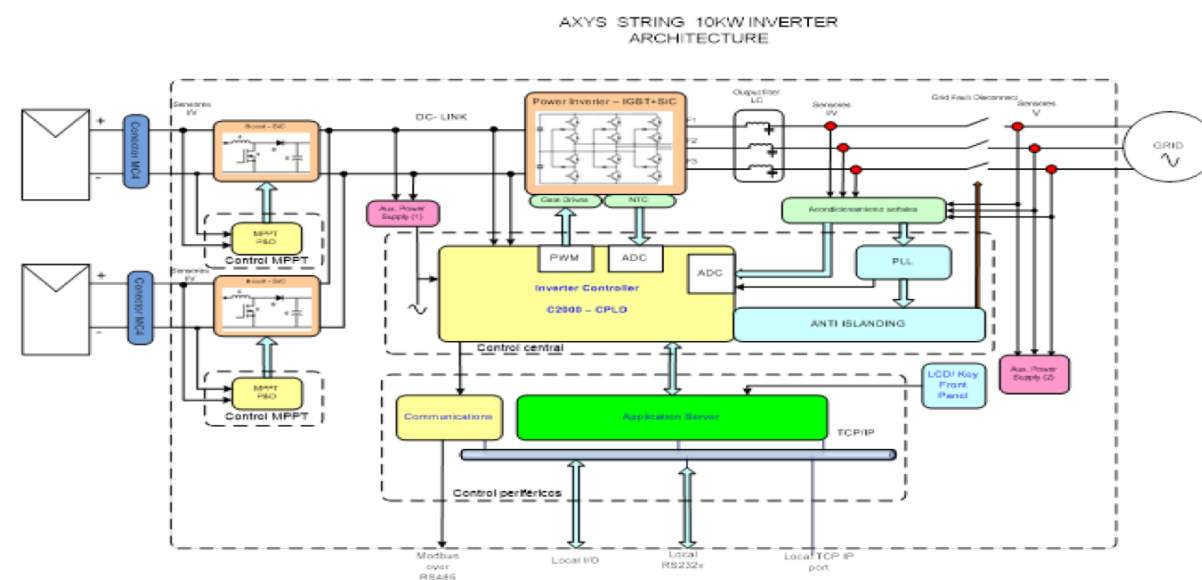 AXYS STRING 10KW INVERTER
ARCHITECTURE
Sensores
I/V
Boost - SiC
DC- LINK
Power Inverter - IGBT+SiC
Output filter
LC
Sensores
I/V
Grid Fault Disconnect
Sensores
V
+
-
Conector MC4
F1
F2
F3
GRID
Gate Driver
NTC
Aux. Power
Supply (1)
Acondicionamiento señales
MPPT
P&O
Control MPPT
PWM
ADC
ADC
PLL
Inverter Controller
C2000 – CPLD
ANTI ISLANDING
Control central
+
-
Conector MC4
Sensores
I/V
Boost - SiC
MPPT
P&O
Control MPPT
LCD/ Key
Front
Panel
Aux. Power
Supply (2)
Communications
Application Server
TCP/IP
Control periféricos
Modbus
over
RS485
Local I/O
Local
RS232v
Local TCP IP
port